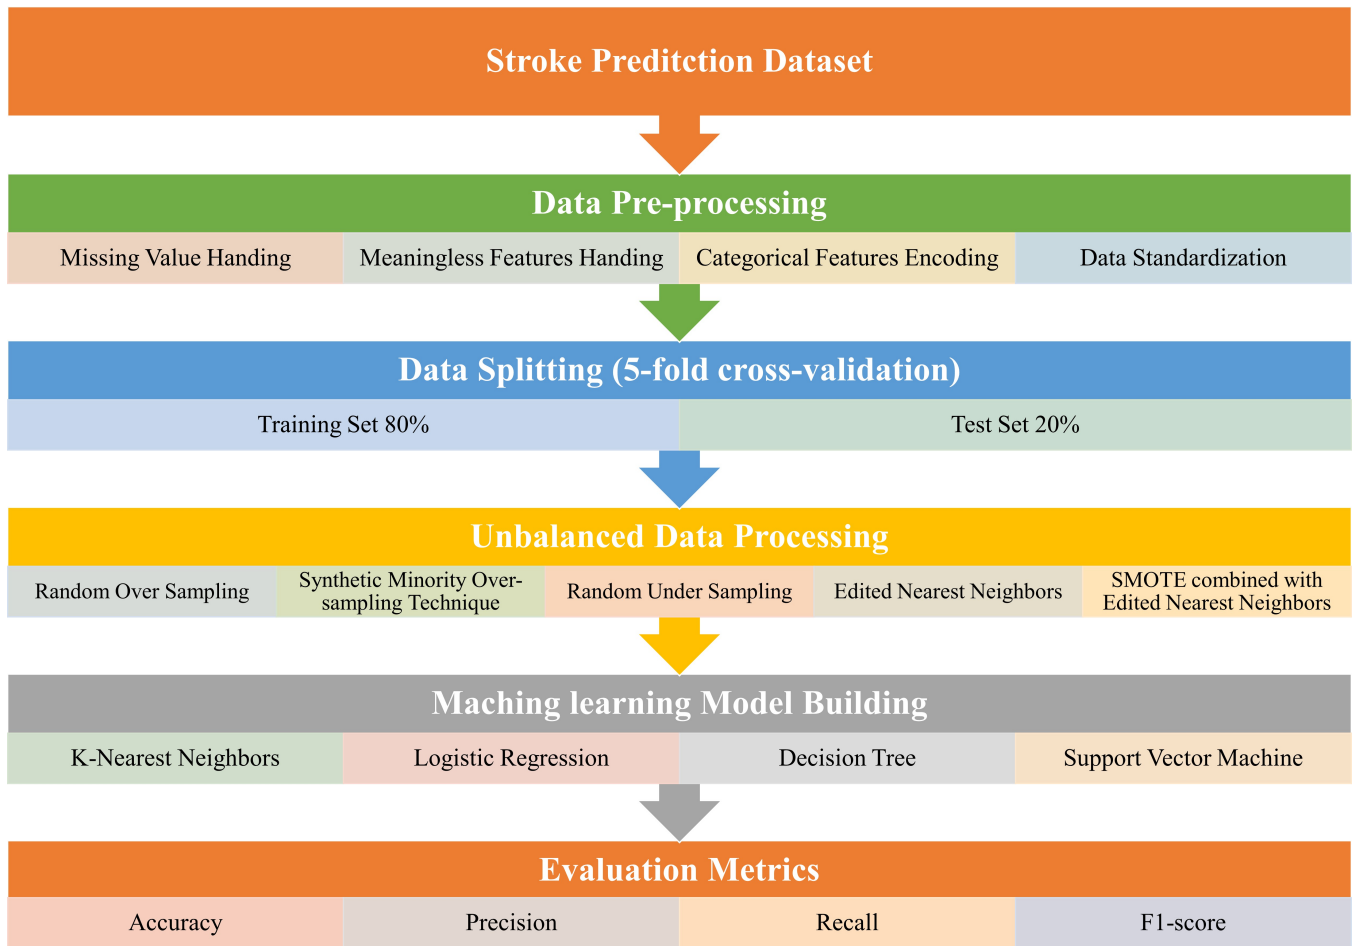 Stroke Preditction Dataset
Data Pre-processing
Missing Value Handing
Meaningless Features Handing
Categorical Features Encoding
Data Standardization
Data Splitting (5-fold cross-validation)
Training Set 80%
Test Set 20%
Unbalanced Data Processing
Random Over Sampling
Synthetic Minority Over-
sampling Technique
Random Under Sampling
Edited Nearest Neighbors
SMOTE combined with
Edited Nearest Neighbors
Maching learning Model Building
K-Nearest Neighbors
Logistic Regression
Decision Tree
Support Vector Machine
Evaluation Metrics
Accuracy
Precision
Recall
F1-score